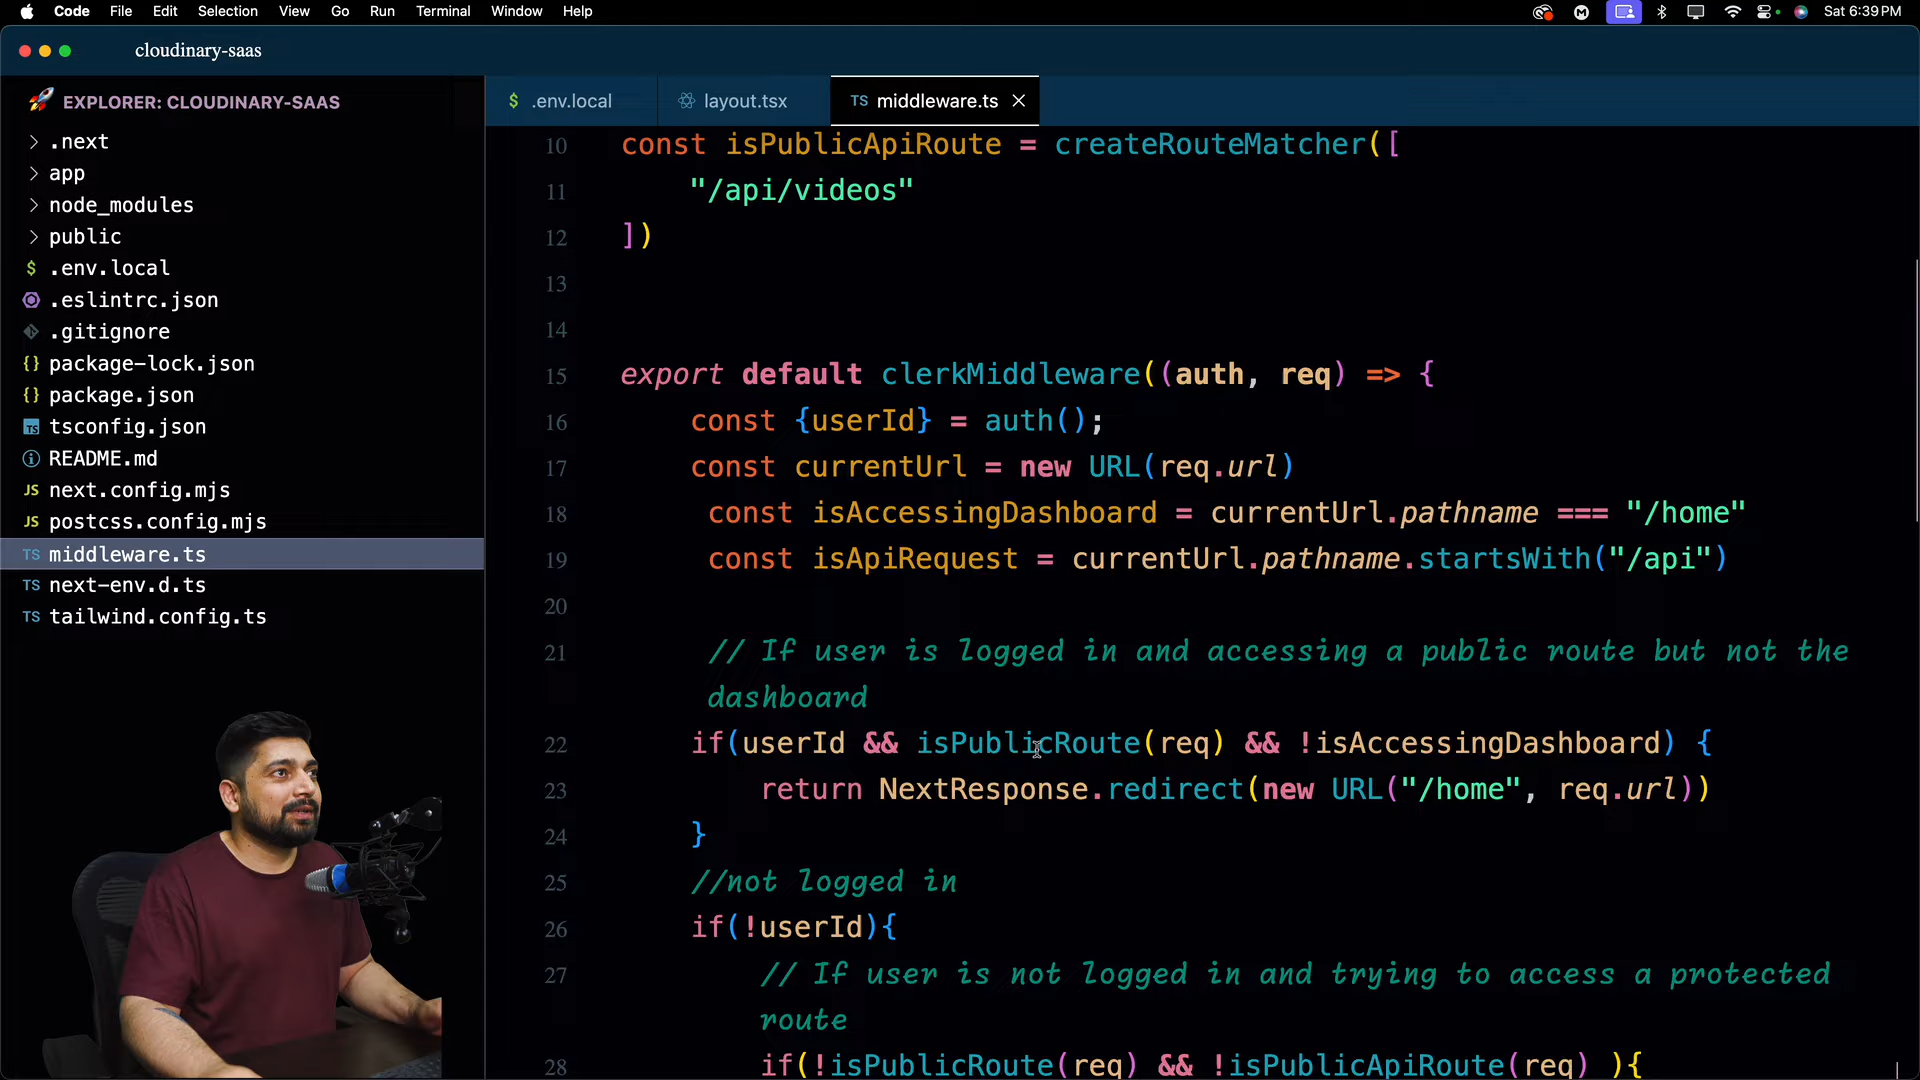 Code File Edit Selection View Go Run Terminal Window Help
Sat 6:39 PM
cloudinary-saas
EXPLORER: CLOUDINARY-SAAS
.next
app
node_modules
public
$ .env.local
.eslintrc.json
.gitignore
{} package-lock.json
{} package.json
TS tsconfig.json
README.md
JS next.config.mjs
JS postcss.config.mjs
TS middleware.ts
TS next-env.d.ts
TS tailwind.config.ts
$ .env.local
layout.tsx
TS middleware.ts
10 const isPublicApiRoute = createRouteMatcher([
11 "/api/videos"
12 ])
13
14
15 export default clerkMiddleware((auth, req) => {
16 const {userId} = auth();
17 const currentUrl = new URL(req.url)
18 const isAccessingDashboard = currentUrl.pathname === "/home"
19 const isApiRequest = currentUrl.pathname.startsWith("/api")
20
21 // If user is logged in and accessing a public route but not the
dashboard
22 if(userId && isPublicRoute(req) && !isAccessingDashboard) {
23 return NextResponse.redirect(new URL("/home", req.url))
24 }
25 //not logged in
26 if(!userId){
27 // If user is not logged in and trying to access a protected
route
28 if(!isPublicRoute(req) && !isPublicApiRoute(req) ){